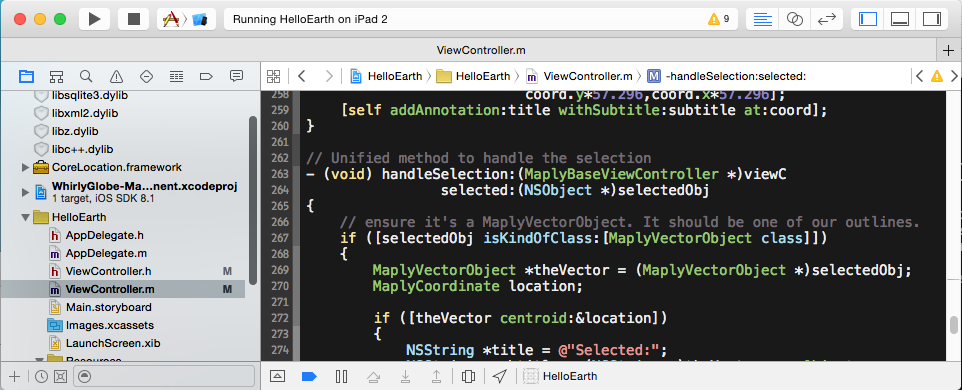 Running HelloEarth on iPad 2
9
ViewController.m
libsqlite3.dylib
libxml2.dylib
libz.dylib
libc++.dylib
CoreLocation.framework
WhirlyGlobe-Ma...nent.xcodeproj
1 target, iOS SDK 8.1
HelloEarth
h AppDelegate.h
m AppDelegate.m
h ViewController.h M
m ViewController.m M
Main.storyboard
Images.xcassets
LaunchScreen.xib
Resources
HelloEarth HelloEarth m ViewController.m M -handleSelection:selected:
258 coord.y*57.296,coord.x*57.296];
259 [self addAnnotation:title withSubtitle:subtitle at:coord];
260 }
261
262 // Unified method to handle the selection
263 - (void) handleSelection:(MaplyBaseViewController *)viewC
264 selected:(NSObject *)selectedObj
265 {
266 // ensure it's a MaplyVectorObject. It should be one of our outlines.
267 if ([selectedObj isKindOfClass:[MaplyVectorObject class]])
268 {
269 MaplyVectorObject *theVector = (MaplyVectorObject *)selectedObj;
270 MaplyCoordinate location;
271
272 if ([theVector centroid:&location])
273 {
274 NSString *title = @"Selected:";
HelloEarth